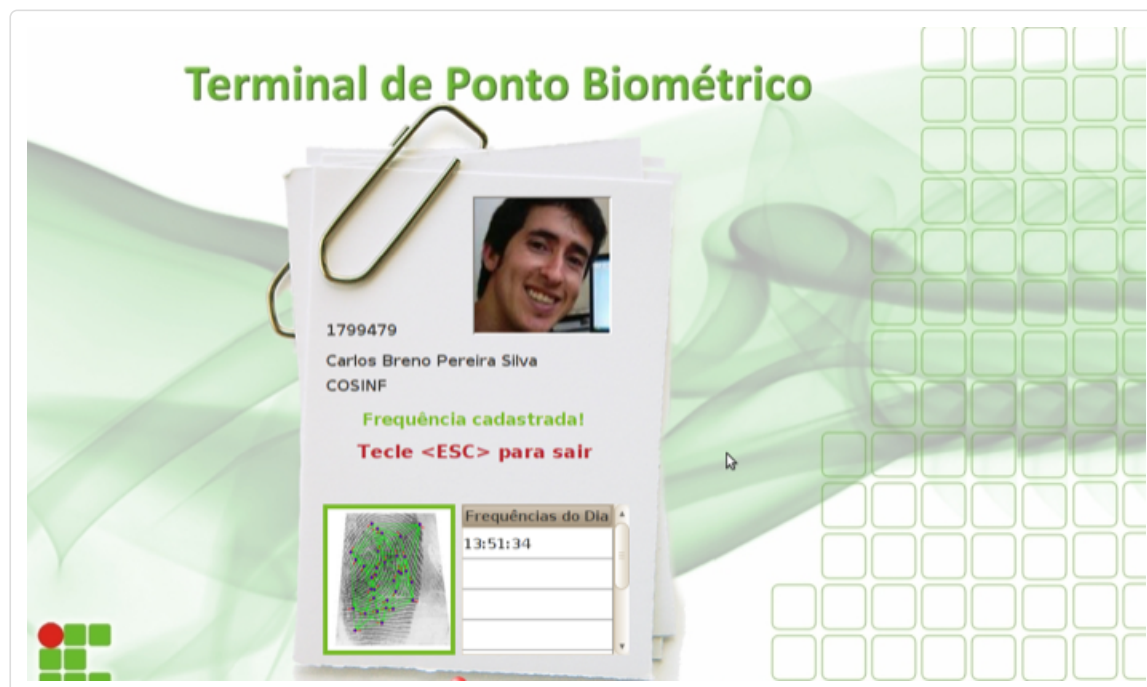 Terminal de Ponto Biométrico
1799479
Carlos Breno Pereira Silva
COSINF
Frequência cadastrada!
Tecle <ESC> para sair
Frequências do Dia
13:51:34